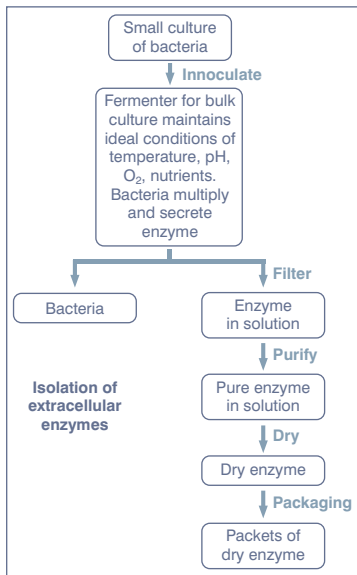 Small culture
of bacteria
Innoculate
Fermenter for bulk
culture maintains
ideal conditions of
temperature, pH,
O₂, nutrients.
Bacteria multiply
and secrete
enzyme
Filter
Bacteria
Enzyme
in solution
Purify
Isolation of
extracellular
enzymes
Pure enzyme
in solution
Dry
Dry enzyme
Packaging
Packets of
dry enzyme